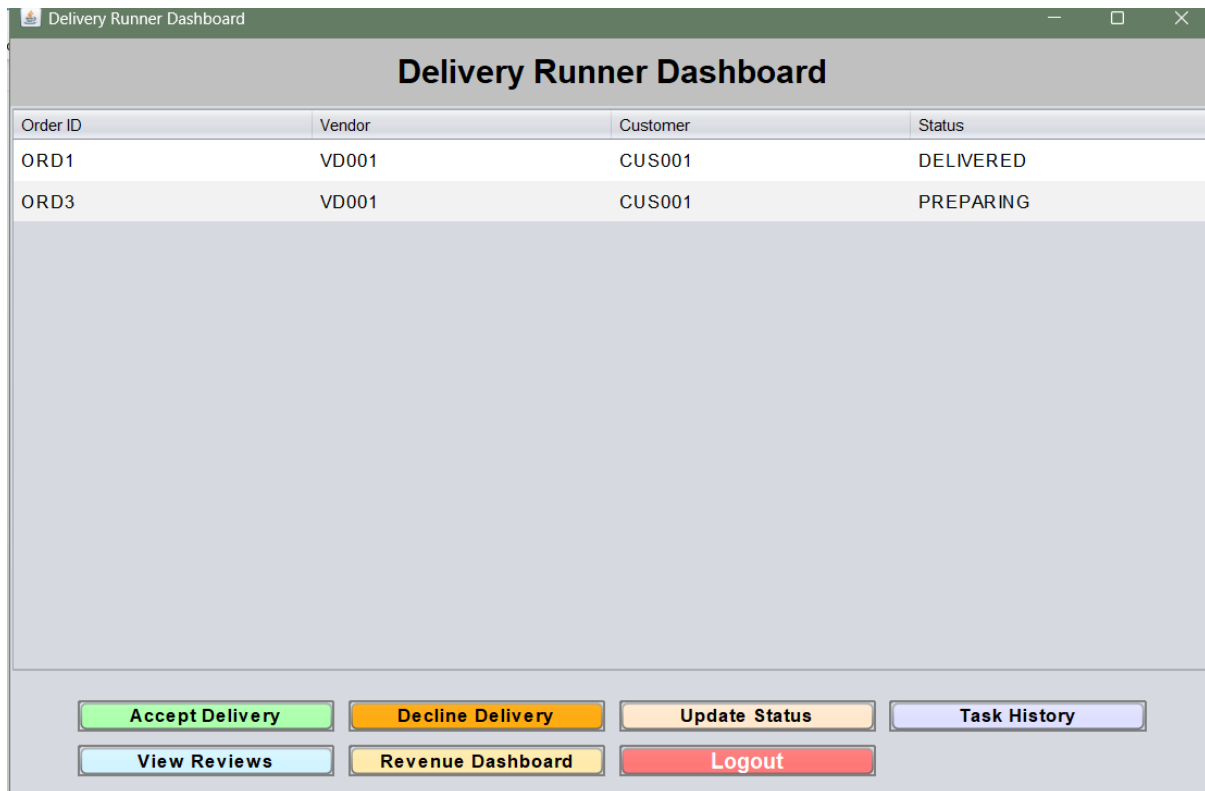 Delivery Runner Dashboard
Delivery Runner Dashboard
Order ID Vendor Customer Status
ORD1 VD001 CUS001 DELIVERED
ORD3 VD001 CUS001 PREPARING
Accept Delivery Decline Delivery Update Status Task History
View Reviews Revenue Dashboard Logout